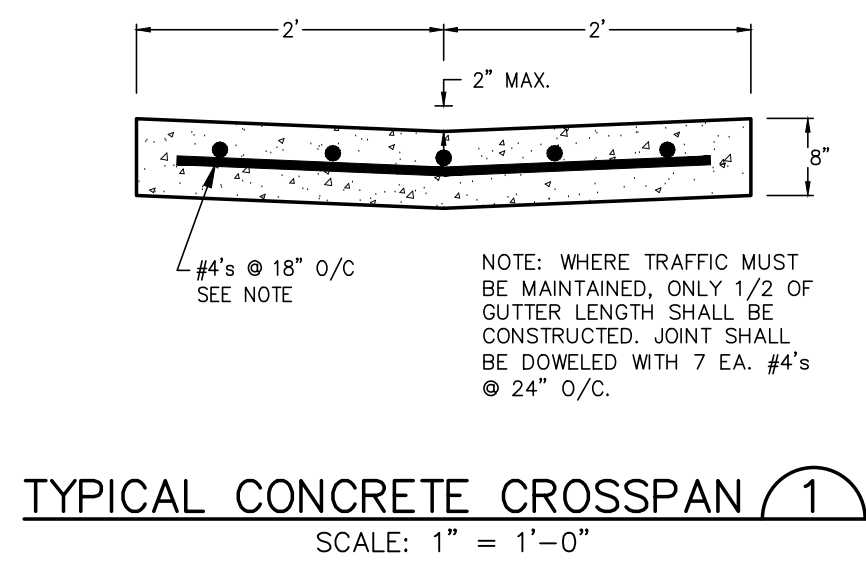 2' 2'
2" MAX.
8"
#4's @ 18" O/C
SEE NOTE
NOTE: WHERE TRAFFIC MUST
BE MAINTAINED, ONLY 1/2 OF
GUTTER LENGTH SHALL BE
CONSTRUCTED. JOINT SHALL
BE DOWELED WITH 7 EA. #4's
@ 24" O/C.
TYPICAL CONCRETE CROSSPAN 1
SCALE: 1" = 1'-0"